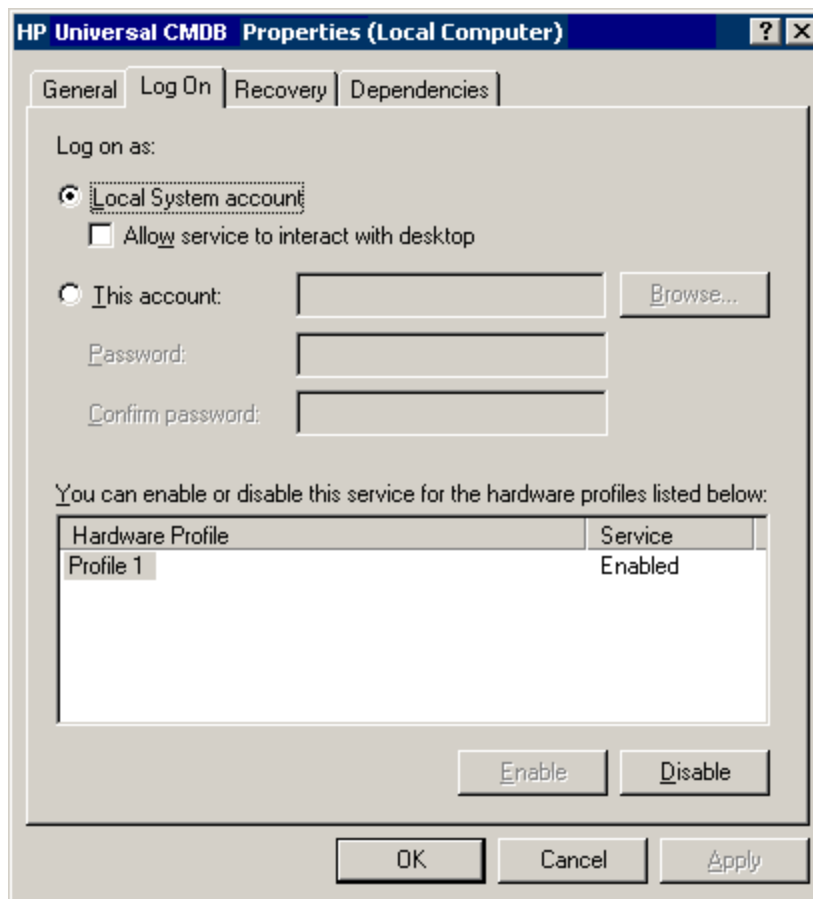 HP Universal CMDB Properties (Local Computer)
General Log On Recovery Dependencies
Log on as:
Local System account
Allow service to interact with desktop
This account: Browse...
Password:
Confirm password:
You can enable or disable this service for the hardware profiles listed below:
Hardware Profile Service
Profile 1 Enabled
Enable Disable
OK Cancel Apply